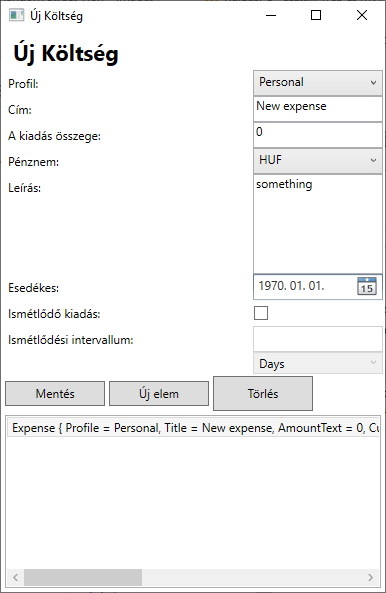 Új Költség
Új Költség
Profil:
Personal
Cím:
New expense
A kiadás összege:
0
Pénznem:
HUF
Leírás:
something
Esedékes:
1970. 01. 01.
15
Ismétlődő kiadás:
Ismétlődési intervallum:
Days
Mentés
Új elem
Törlés
Expense { Profile = Personal, Title = New expense, AmountText = 0, Cu